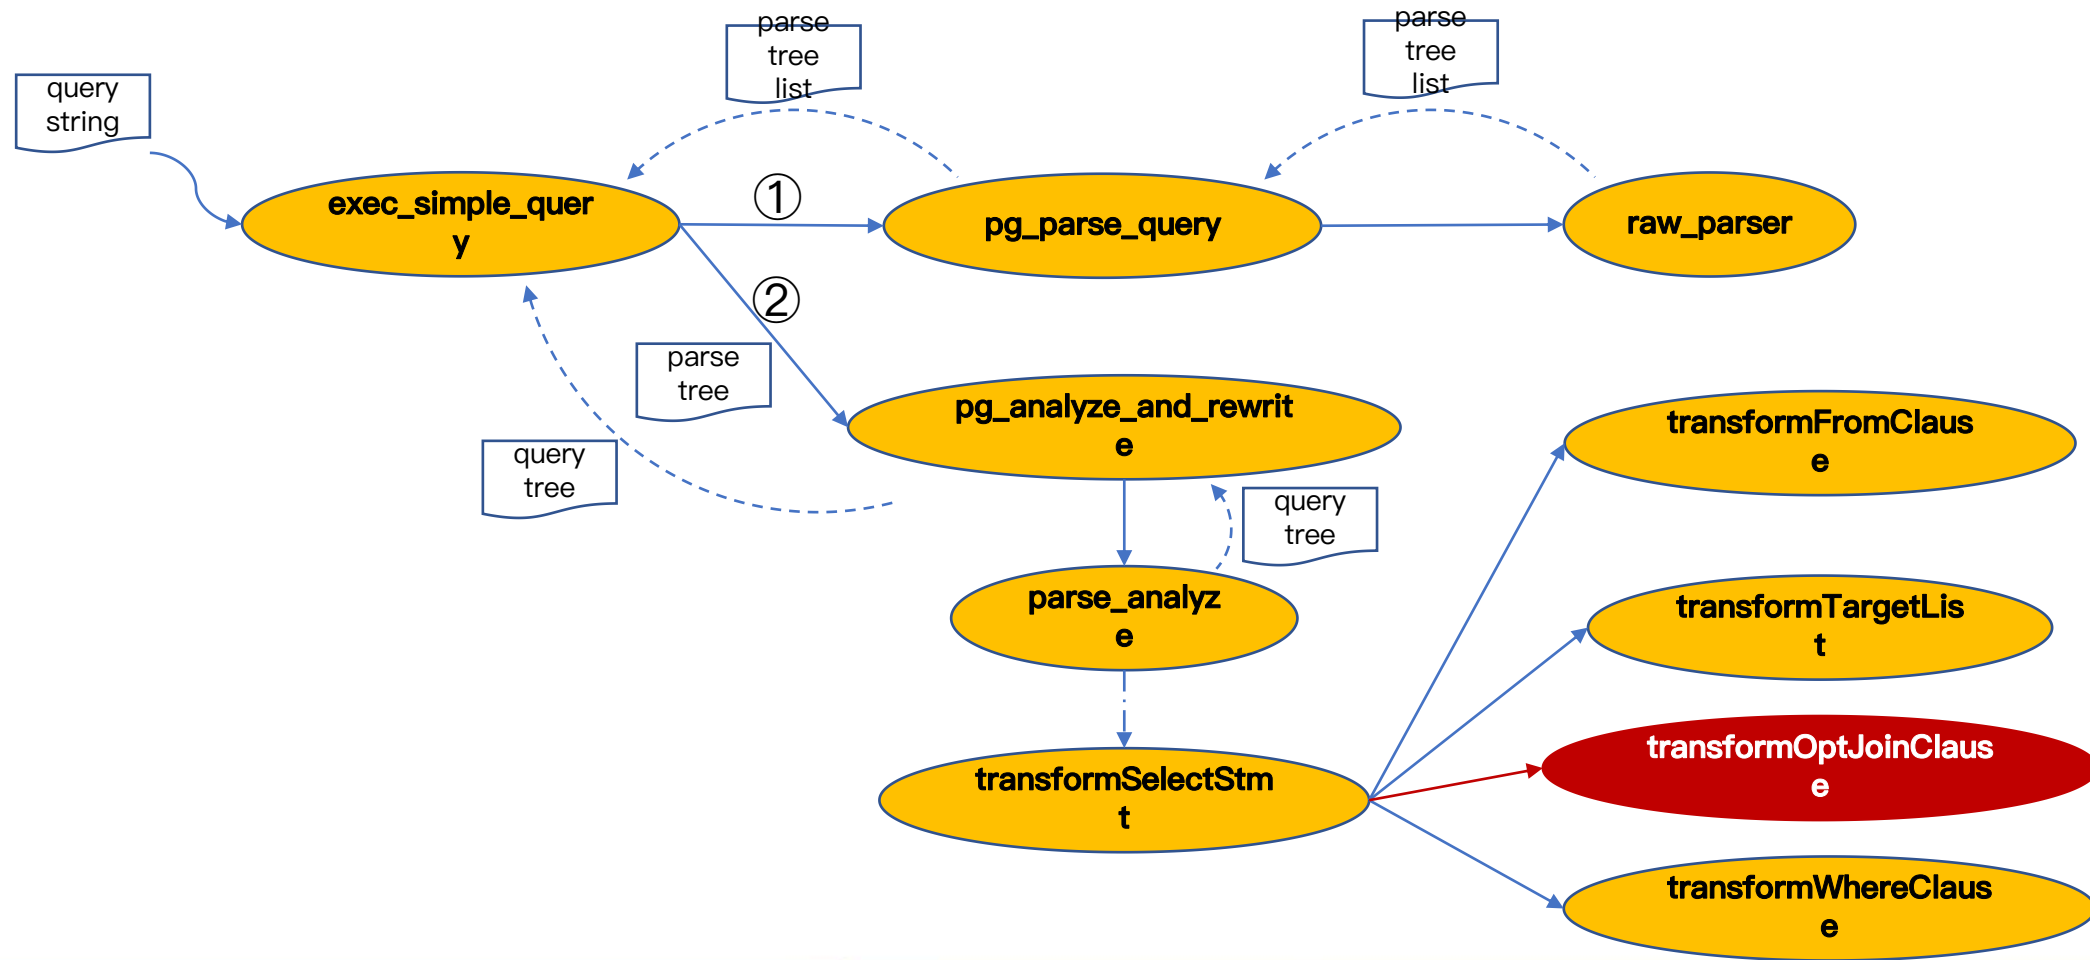 parse
tree
list
parse
tree
list
query
string
①
exec_simple_quer
y
pg_parse_query
raw_parser
②
parse
tree
pg_analyze_and_rewrit
e
transformFromClaus
e
query
tree
query
tree
parse_analyz
e
transformTargetLis
t
transformSelectStm
t
transformOptJoinClaus
e
transformWhereClaus
e